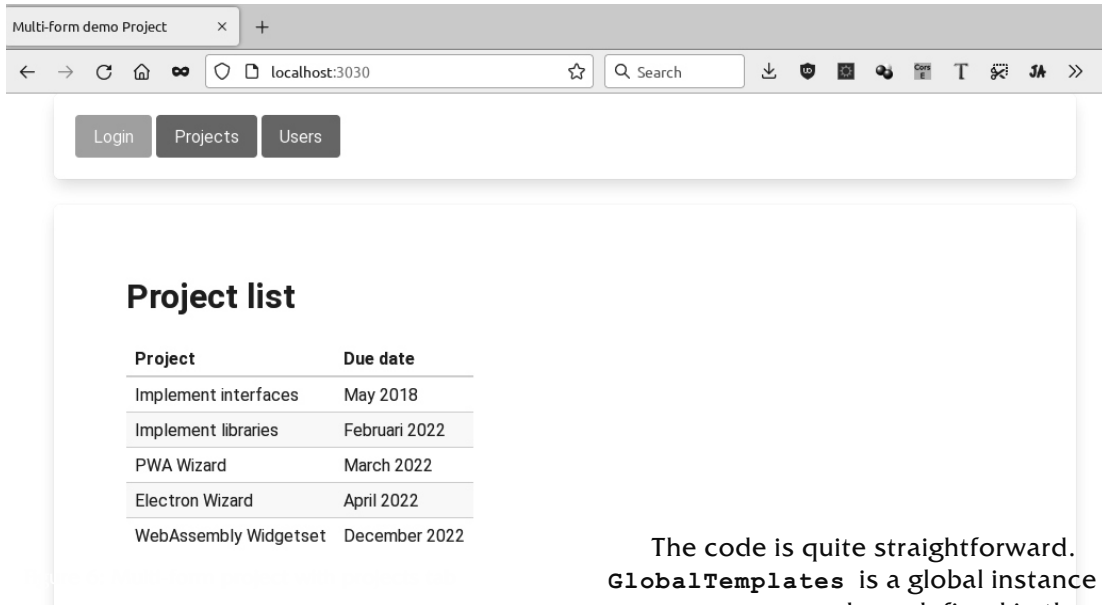 Multi-form demo Project × +
localhost:3030 Search
Login Projects Users
Project list
Project Due date
Implement interfaces May 2018
Implement libraries Februari 2022
PWA Wizard March 2022
Electron Wizard April 2022
WebAssembly Widgetset December 2022
The code is quite straightforward.
GlobalTemplates is a global instance